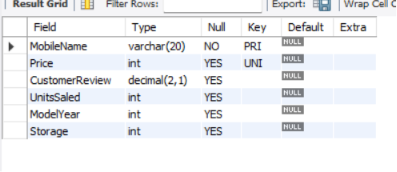 Result Grid Filter Rows: Export: Wrap Cell C
Field Type Null Key Default Extra
MobileName varchar(20) NO PRI NULL
Price int YES UNI NULL
CustomerReview decimal(2,1) YES NULL
UnitsSaled int YES NULL
ModelYear int YES NULL
Storage int YES NULL